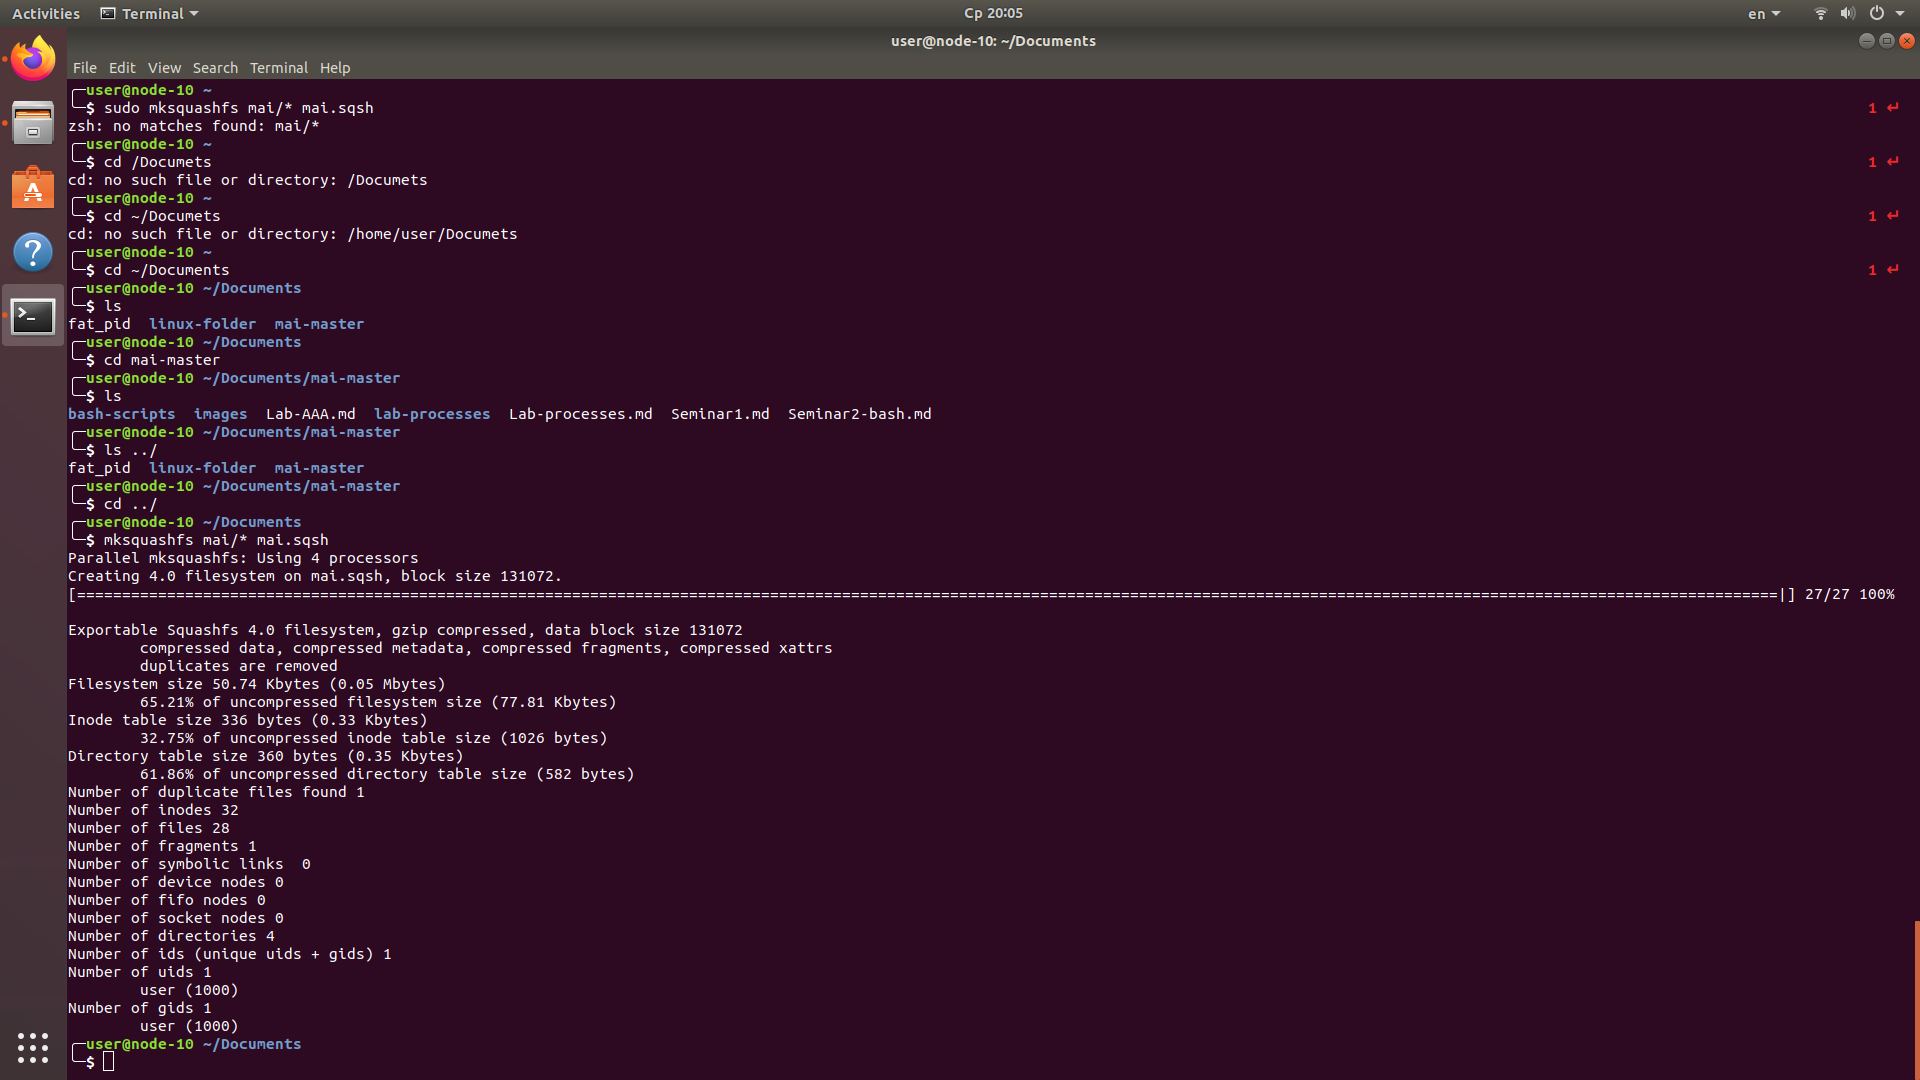 Activities Terminal Ср 20:05 en
user@node-10: ~/Documents
File Edit View Search Terminal Help
user@node-10 ~
$ sudo mksquashfs mai/* mai.sqsh 1 ↵
zsh: no matches found: mai/*
user@node-10 ~
$ cd /Documets 1 ↵
cd: no such file or directory: /Documets
user@node-10 ~
$ cd ~/Documets 1 ↵
cd: no such file or directory: /home/user/Documets
user@node-10 ~
$ cd ~/Documents 1 ↵
user@node-10 ~/Documents
$ ls
fat_pid linux-folder mai-master
user@node-10 ~/Documents
$ cd mai-master
user@node-10 ~/Documents/mai-master
$ ls
bash-scripts images Lab-AAA.md lab-processes Lab-processes.md Seminar1.md Seminar2-bash.md
user@node-10 ~/Documents/mai-master
$ ls ../
fat_pid linux-folder mai-master
user@node-10 ~/Documents/mai-master
$ cd ../
user@node-10 ~/Documents
$ mksquashfs mai/* mai.sqsh
Parallel mksquashfs: Using 4 processors
Creating 4.0 filesystem on mai.sqsh, block size 131072.
[=====================================================================================================================================================================================================|] 27/27 100%
Exportable Squashfs 4.0 filesystem, gzip compressed, data block size 131072
compressed data, compressed metadata, compressed fragments, compressed xattrs
duplicates are removed
Filesystem size 50.74 Kbytes (0.05 Mbytes)
65.21% of uncompressed filesystem size (77.81 Kbytes)
Inode table size 336 bytes (0.33 Kbytes)
32.75% of uncompressed inode table size (1026 bytes)
Directory table size 360 bytes (0.35 Kbytes)
61.86% of uncompressed directory table size (582 bytes)
Number of duplicate files found 1
Number of inodes 32
Number of files 28
Number of fragments 1
Number of symbolic links 0
Number of device nodes 0
Number of fifo nodes 0
Number of socket nodes 0
Number of directories 4
Number of ids (unique uids + gids) 1
Number of uids 1
user (1000)
Number of gids 1
user (1000)
user@node-10 ~/Documents
$